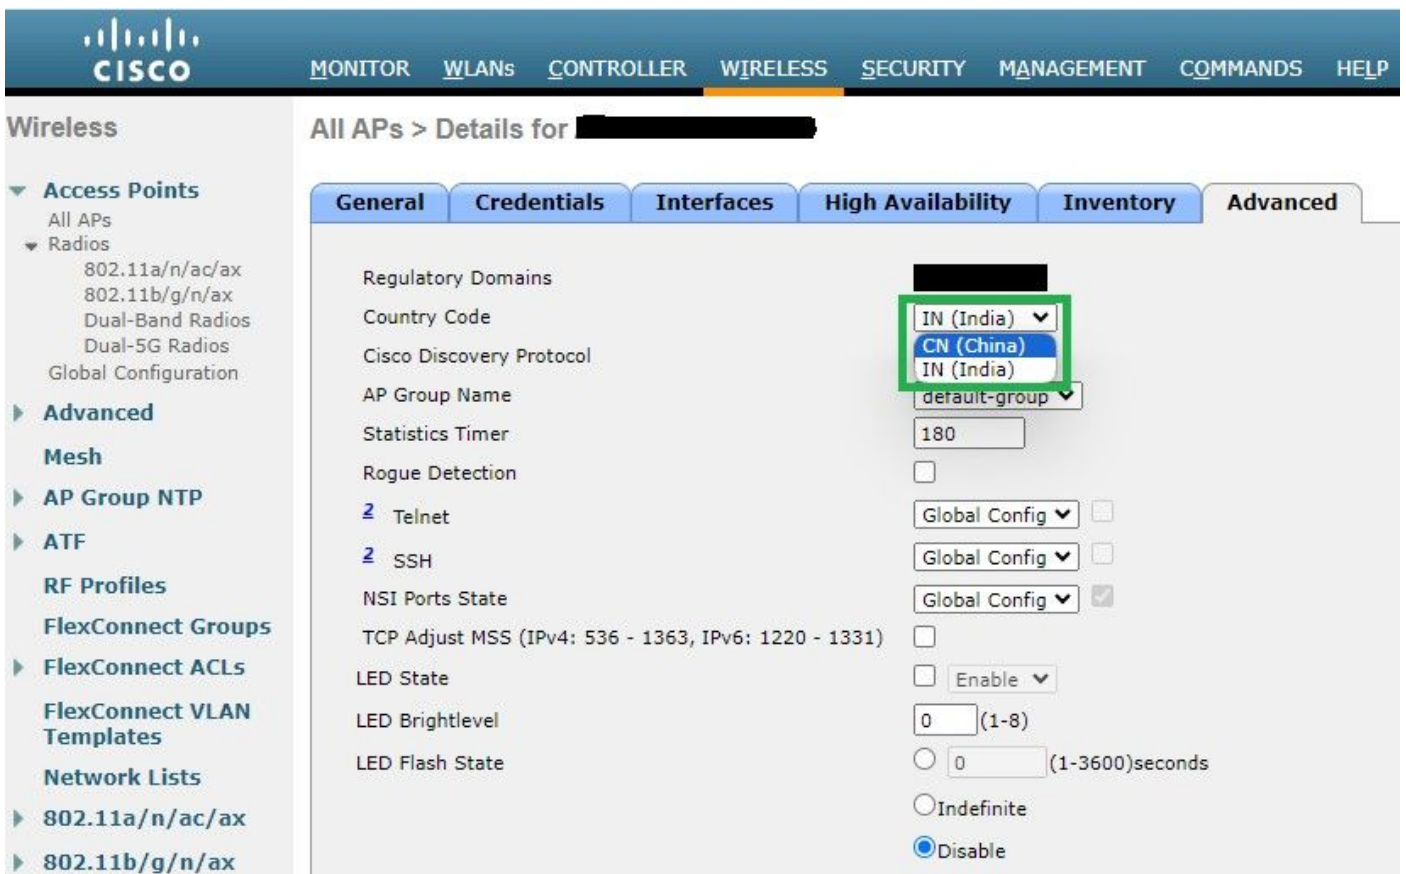 CISCO
MONITOR WLANs CONTROLLER WIRELESS SECURITY MANAGEMENT COMMANDS HELP
Wireless
Access Points
All APs
Radios
802.11a/n/ac/ax
802.11b/g/n/ax
Dual-Band Radios
Dual-5G Radios
Global Configuration
Advanced
Mesh
AP Group NTP
ATF
RF Profiles
FlexConnect Groups
FlexConnect ACLs
FlexConnect VLAN
Templates
Network Lists
802.11a/n/ac/ax
802.11b/g/n/ax
All APs > Details for
General Credentials Interfaces High Availability Inventory Advanced
Regulatory Domains
Country Code IN (India)
CN (China)
IN (India)
Cisco Discovery Protocol
AP Group Name default-group
Statistics Timer 180
Rogue Detection
2 Telnet Global Config
2 SSH Global Config
NSI Ports State Global Config
TCP Adjust MSS (IPv4: 536 - 1363, IPv6: 1220 - 1331)
LED State Enable
LED Brightlevel 0 (1-8)
LED Flash State 0 (1-3600)seconds
Indefinite
Disable